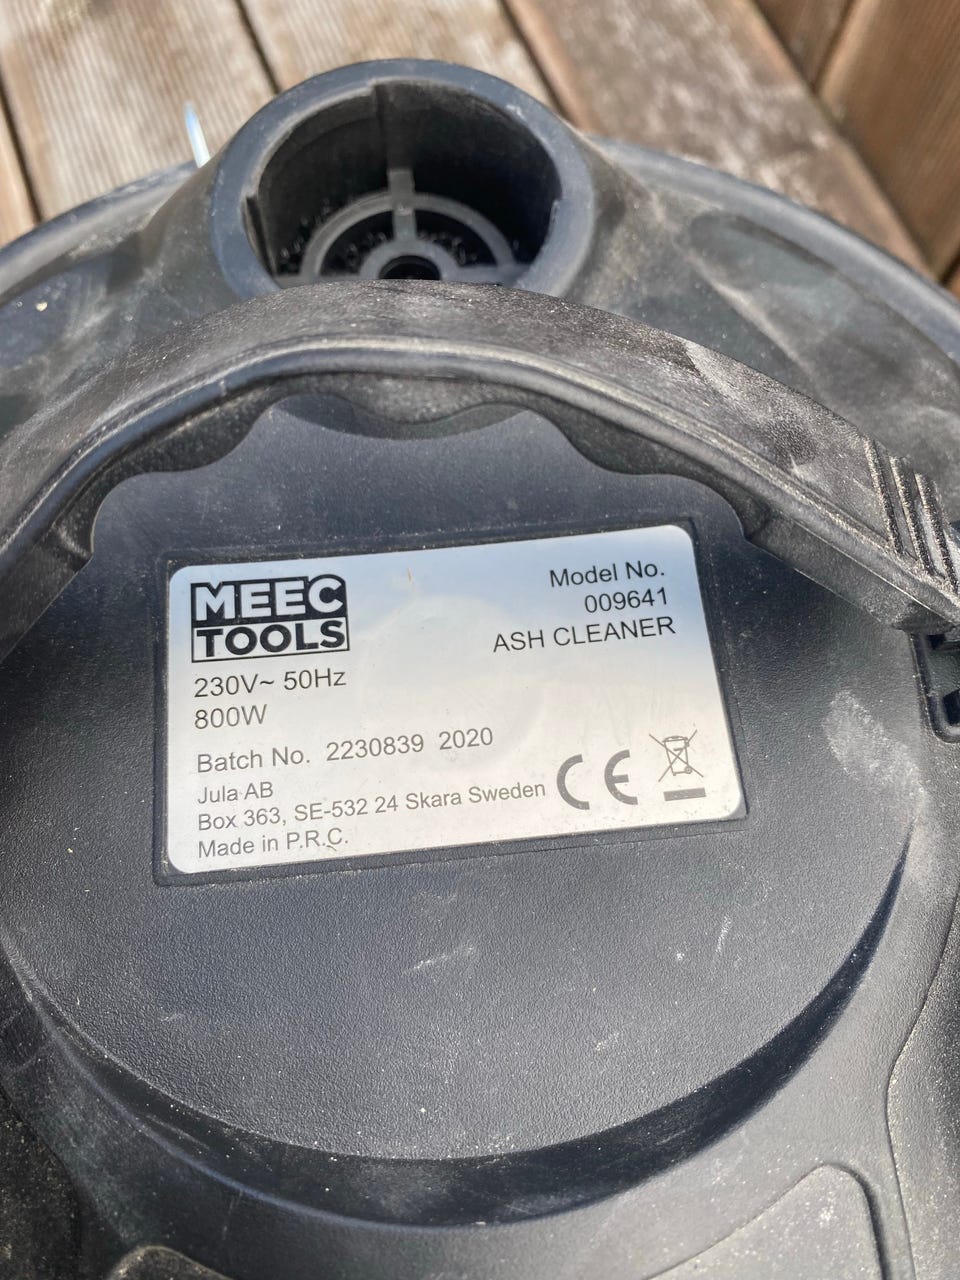 MEEC
TOOLS
Model No.
009641
ASH CLEANER
230V~ 50Hz
800W
Batch No. 2230839 2020
Jula AB
Box 363, SE-532 24 Skara Sweden
Made in P.R.C.
CE